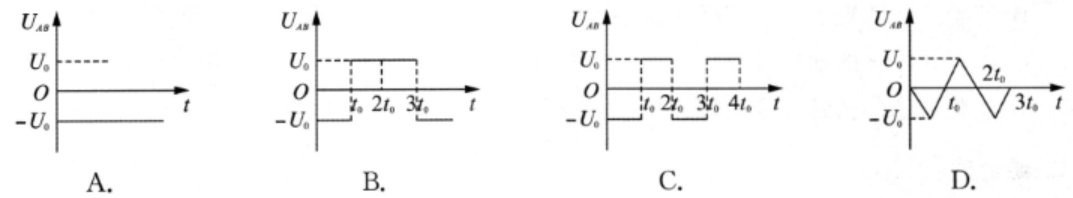 U_AB U₀ O -U₀ t
A.
U_AB U₀ O -U₀ t₀ 2t₀ 3t₀ t
B.
U_AB U₀ O -U₀ t₀ 2t₀ 3t₀ 4t₀ t
C.
U_AB U₀ O -U₀ t₀ 2t₀ 3t₀ t
D.